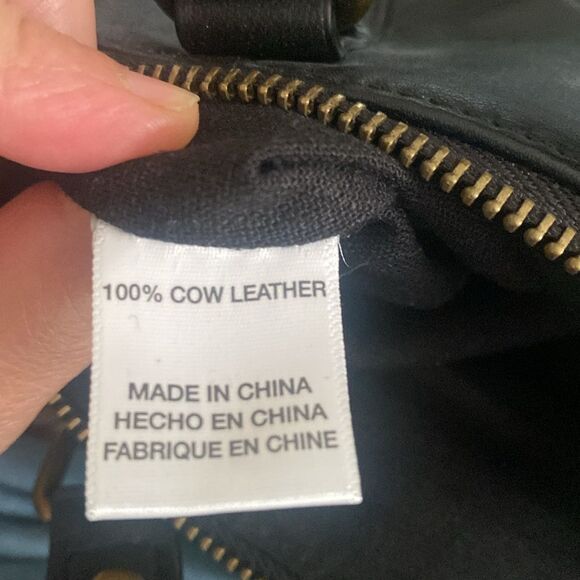 100% COW LEATHER
MADE IN CHINA
HECHO EN CHINA
FABRIQUE EN CHINE